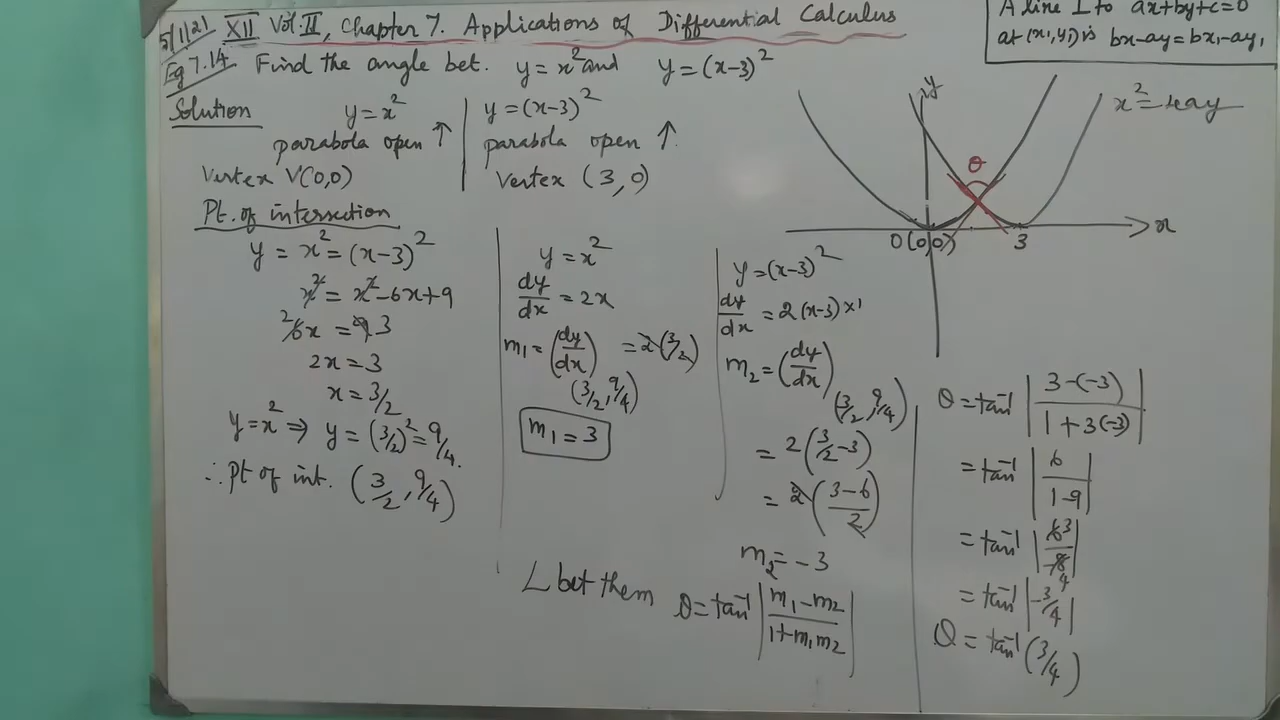 5/11/21 XII Vol II, Chapter 7. Applications of Differential Calculus
A line ⊥ to ax+by+c=0
at (x₁,y₁) is bx-ay=bx₁-ay₁
Eg 7.14. Find the angle bet. y=x² and y=(x-3)²
Solution
y=x²
parabola open ↑
Vertex V(0,0)
y=(x-3)²
parabola open ↑.
Vertex (3,0)
y
θ
x
0(0,0)
3
Pt. of intersection
y=x²=(x-3)²
x²=x²-6x+9
2 6x=9 3
2x=3
x=3/2
y=x² ⇒ y=(3/2)²=9/4.
∴ Pt of int. (3/2, 9/4)
y=x²
dy/dx = 2x
m₁=(dy/dx) (3/2, 9/4) = 2(3/2)
m₁=3
y=(x-3)²
dy/dx = 2(x-3)×1
m₂=(dy/dx) (3/2, 9/4)
= 2(3/2-3)
= 2((3-6)/2)
m₂=-3
∠ bet them θ=tan⁻¹|(m₁-m₂)/(1+m₁m₂)|
θ=tan⁻¹|(3-(-3))/(1+3(-3))|
=tan⁻¹|6/(1-9)|
=tan⁻¹|6 3/-8 4|
=tan⁻¹|-3/4|
θ=tan⁻¹(3/4)